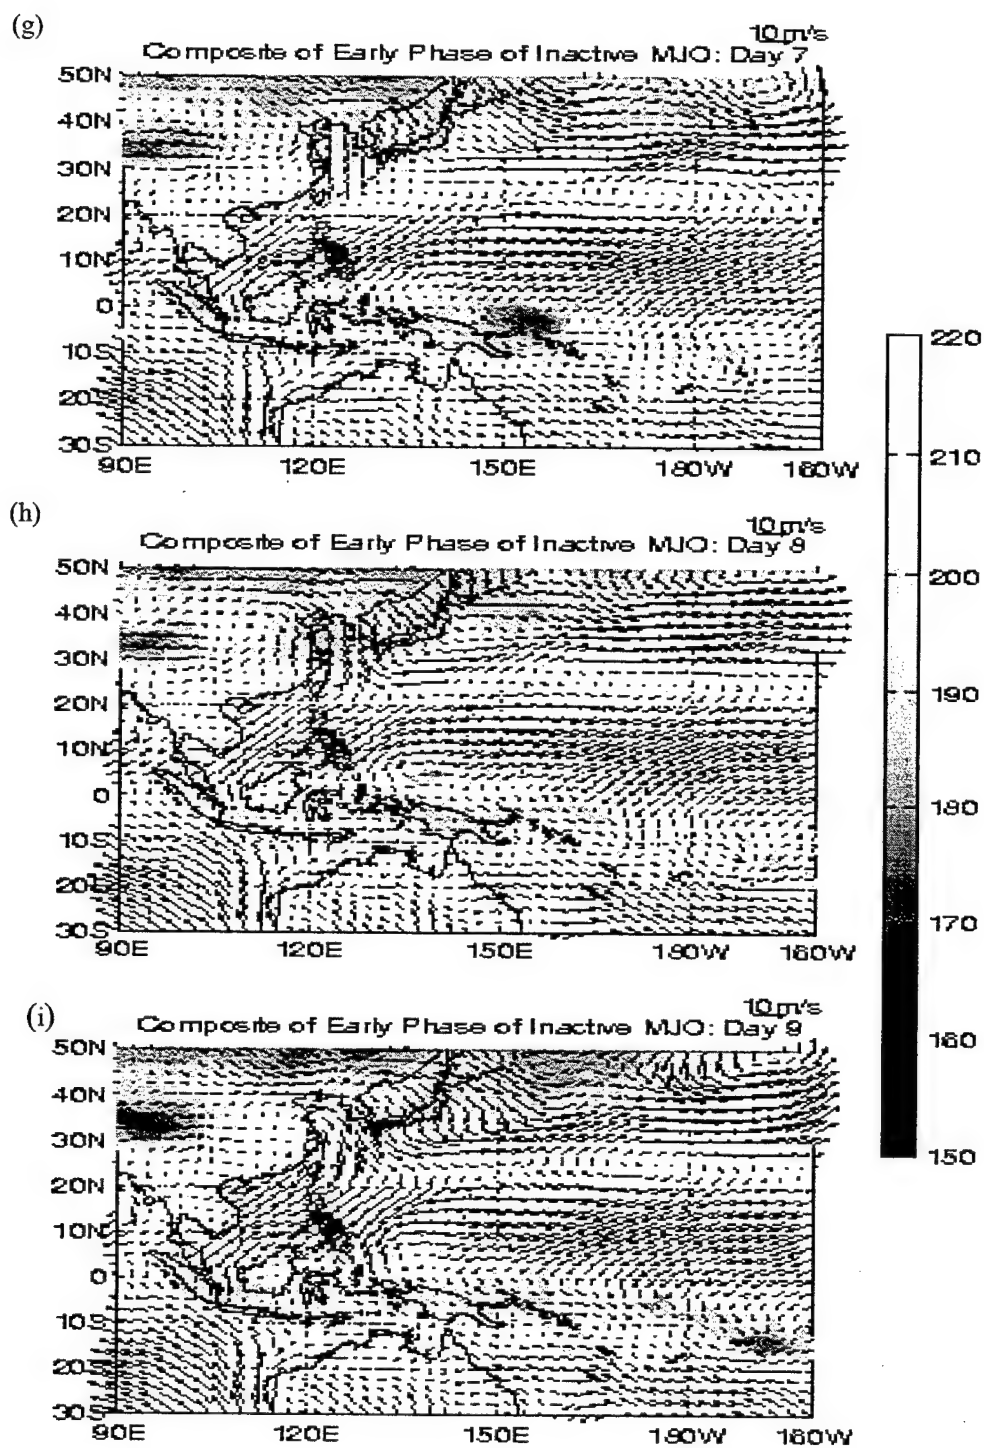 (g)
10 m/s
Composite of Early Phase of Inactive MJO: Day 7
50N
40N
30N
20N
10N
0
10S
20S
30S
90E 120E 150E 180W 160W
220
210
200
190
180
170
160
150
(h)
10 m/s
Composite of Early Phase of Inactive MJO: Day 8
50N
40N
30N
20N
10N
0
10S
20S
30S
90E 120E 150E 180W 160W
(i)
10 m/s
Composite of Early Phase of Inactive MJO: Day 9
50N
40N
30N
20N
10N
0
10S
20S
30S
90E 120E 150E 180W 160W